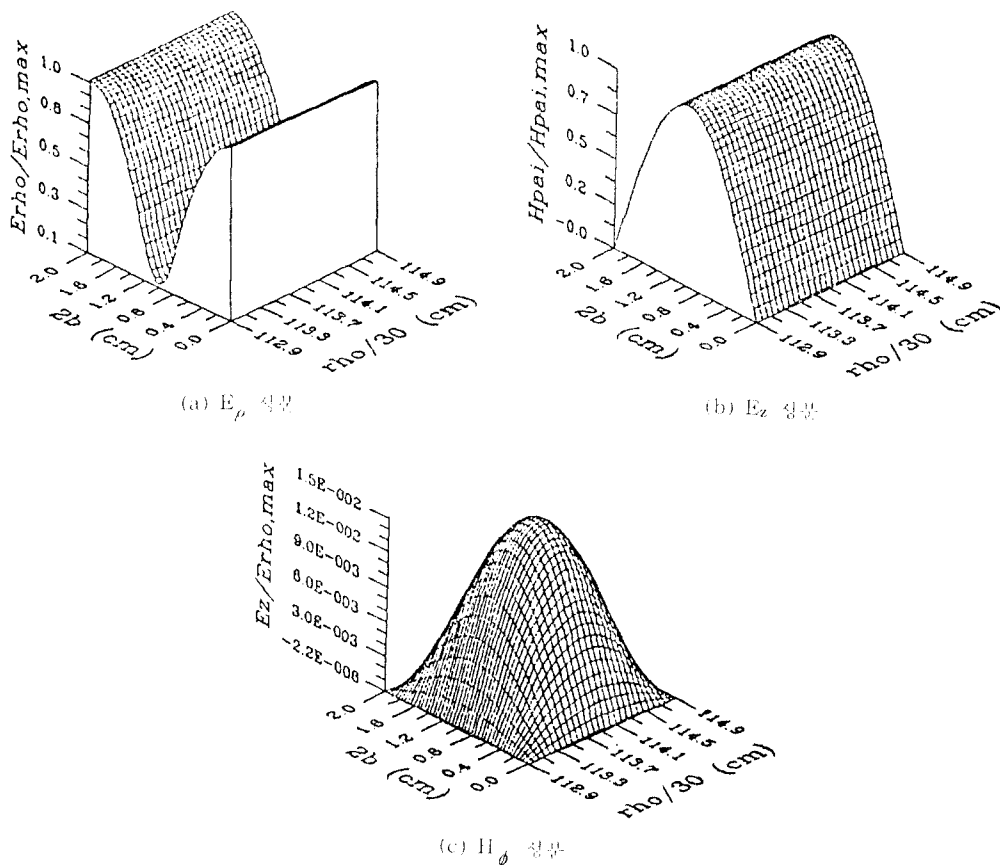 Erho/Erho,max
1.0
0.8
0.5
0.3
0.1
2.0
1.6
1.2
0.8
0.4
0.0
2b (cm)
112.9
113.3
113.7
114.1
114.5
114.9
rho/30 (cm)
(a) Eρ 성분
Hpai/Hpai,max
1.0
0.7
0.5
0.2
-0.0
2.0
1.6
1.2
0.8
0.4
0.0
2b (cm)
112.9
113.3
113.7
114.1
114.5
114.9
rho/30 (cm)
(b) Ez 성분
Ez/Erho,max
1.5E-002
1.2E-002
9.0E-003
6.0E-003
3.0E-003
-2.2E-008
2.0
1.6
1.2
0.8
0.4
0.0
2b (cm)
112.9
113.3
113.7
114.1
114.5
114.9
rho/30 (cm)
(c) Hϕ 성분